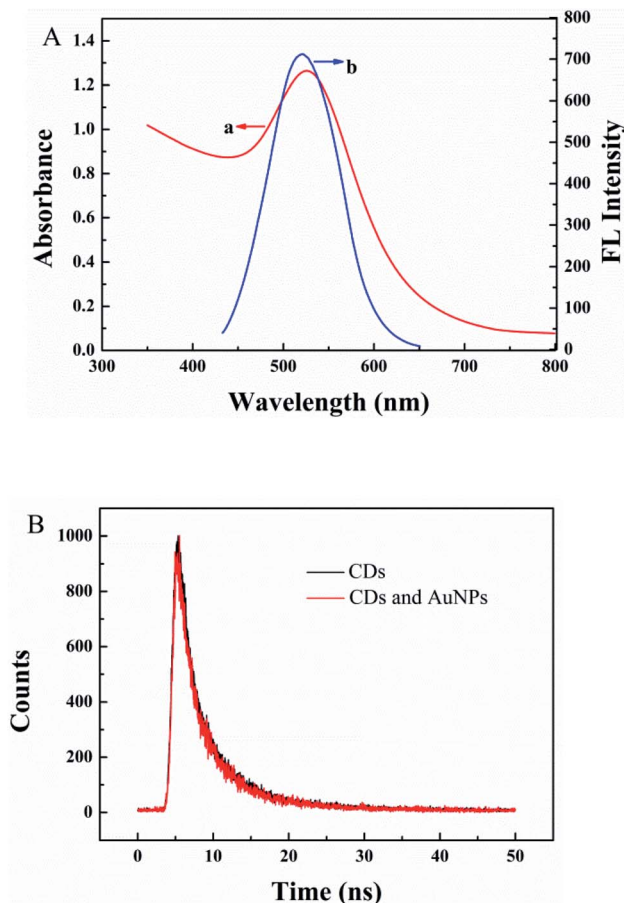 A
a
b
1.4
1.2
1.0
0.8
0.6
0.4
0.2
0.0
Absorbance
800
700
600
500
400
300
200
100
0
FL Intensity
300 400 500 600 700 800
Wavelength (nm)
B
CDs
CDs and AuNPs
1000
800
600
400
200
0
Counts
0 10 20 30 40 50
Time (ns)